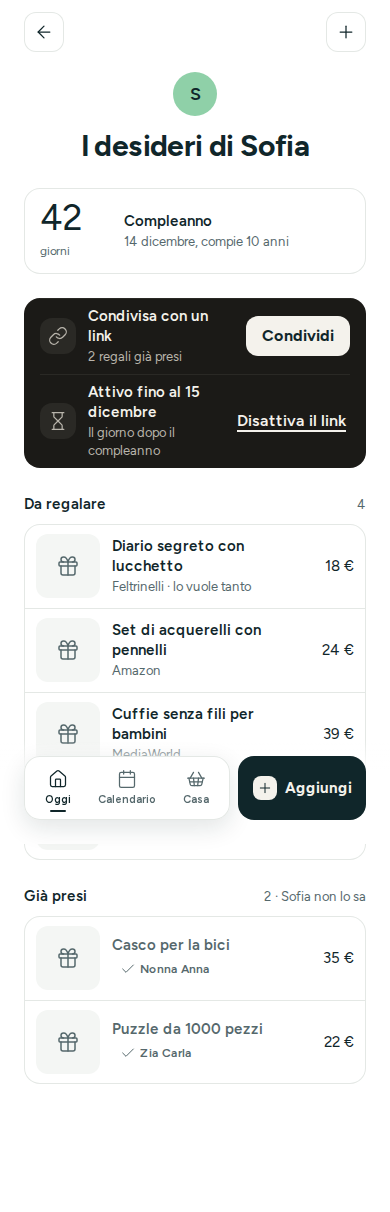 S
I desideri di Sofia
42
giorni
Compleanno
14 dicembre, compie 10 anni
Condivisa con un
link
2 regali già presi
Condividi
Attivo fino al 15
dicembre
Il giorno dopo il
compleanno
Disattiva il link
Da regalare
4
Diario segreto con
lucchetto
Feltrinelli · lo vuole tanto
18 €
Set di acquerelli con
pennelli
Amazon
24 €
Cuffie senza fili per
bambini
MediaWorld
39 €
Oggi
Calendario
Casa
Aggiungi
Già presi
2 · Sofia non lo sa
Casco per la bici
Nonna Anna
35 €
Puzzle da 1000 pezzi
Zia Carla
22 €